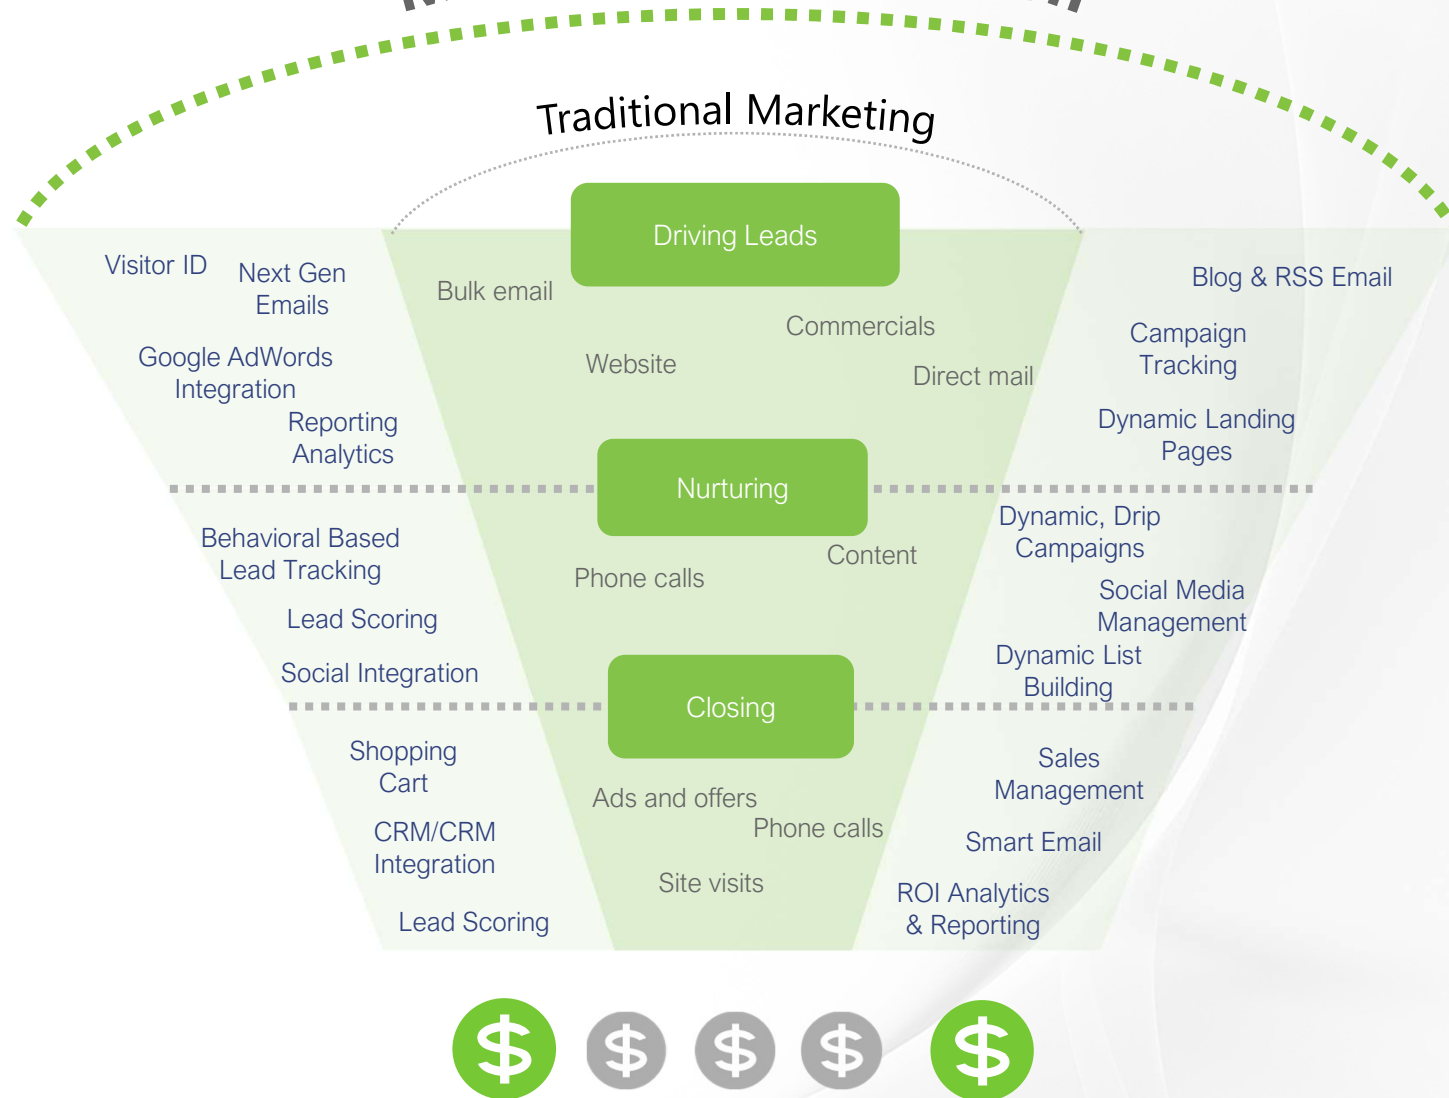 Traditional Marketing
Driving Leads
Visitor ID
Next Gen
Emails
Google AdWords
Integration
Reporting
Analytics
Bulk email
Commercials
Website
Direct mail
Blog & RSS Email
Campaign
Tracking
Dynamic Landing
Pages
Nurturing
Behavioral Based
Lead Tracking
Lead Scoring
Social Integration
Content
Phone calls
Dynamic, Drip
Campaigns
Social Media
Management
Dynamic List
Building
Closing
Shopping
Cart
CRM/CRM
Integration
Lead Scoring
Ads and offers
Phone calls
Site visits
Sales
Management
Smart Email
ROI Analytics
& Reporting
$
$
$
$
$